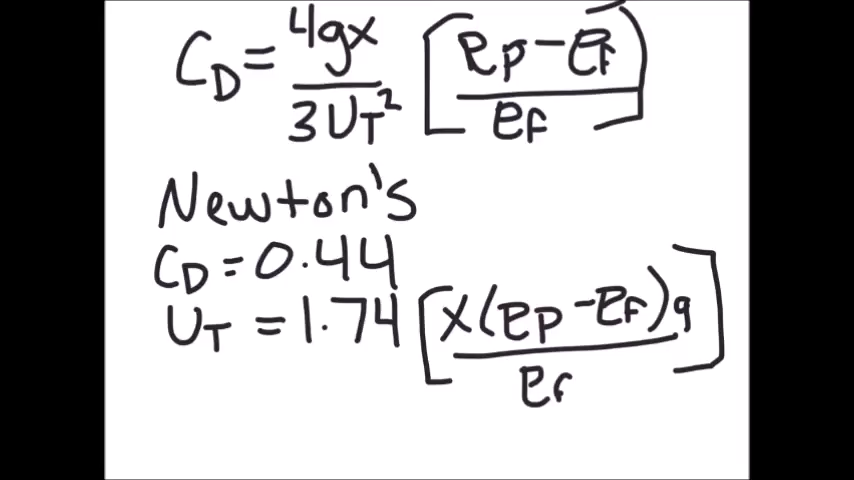 C_D = 4gx / 3U_T² [ (ρp - ρf) / ρf ]
Newton's
C_D = 0.44
U_T = 1.74 [ x(ρp - ρf)g / ρf ]